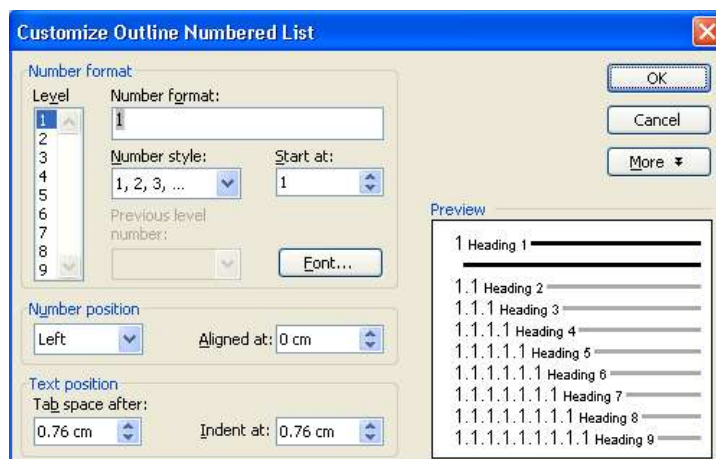 Customize Outline Numbered List
Number format
Level
1
2
3
4
5
6
7
8
9
Number format:
1
Number style:
1, 2, 3, ...
Start at:
1
Previous level
number:
Font...
Number position
Left
Aligned at: 0 cm
Text position
Tab space after:
0.76 cm
Indent at: 0.76 cm
OK
Cancel
More
Preview
1 Heading 1
1.1 Heading 2
1.1.1 Heading 3
1.1.1.1 Heading 4
1.1.1.1.1 Heading 5
1.1.1.1.1.1 Heading 6
1.1.1.1.1.1.1 Heading 7
1.1.1.1.1.1.1.1 Heading 8
1.1.1.1.1.1.1.1.1 Heading 9